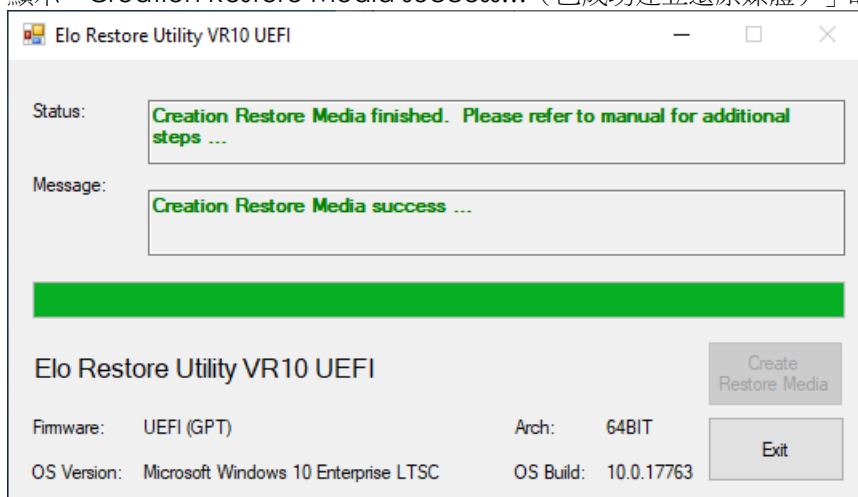 Elo Restore Utility VR10 UEFI
Status:
Creation Restore Media finished. Please refer to manual for additional
steps ...
Message:
Creation Restore Media success ...
Elo Restore Utility VR10 UEFI
Create
Restore Media
Firmware: UEFI (GPT) Arch: 64BIT
Exit
OS Version: Microsoft Windows 10 Enterprise LTSC OS Build: 10.0.17763